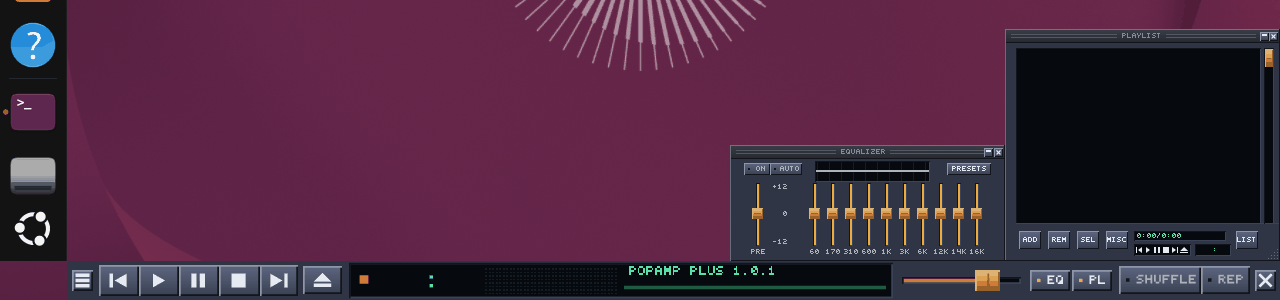 ?
>_
PLAYLIST
EQUALIZER
ON AUTO PRESETS
+12
0
-12
PRE 60 170 310 600 1K 3K 6K 12K 14K 16K
ADD REM SEL MISC 0:00/0:00 LIST
:
: POPAMP PLUS 1.0.1 EQ PL SHUFFLE REP